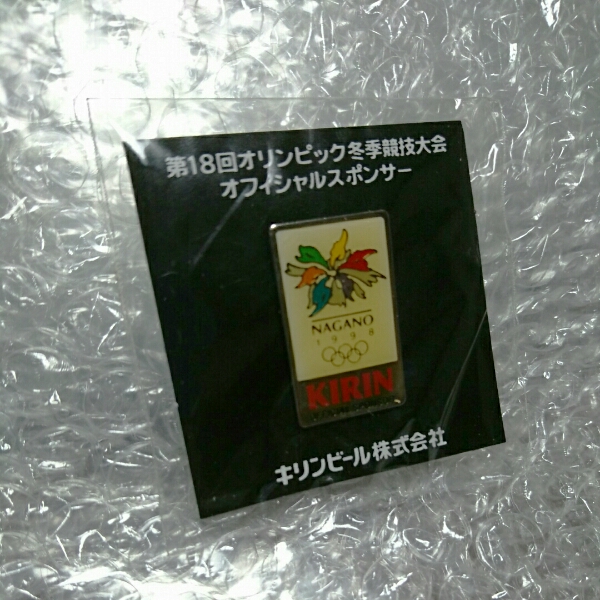 第18回オリンピック冬季競技大会
オフィシャルスポンサー
NAGANO
1998
KIRIN
キリンビール株式会社